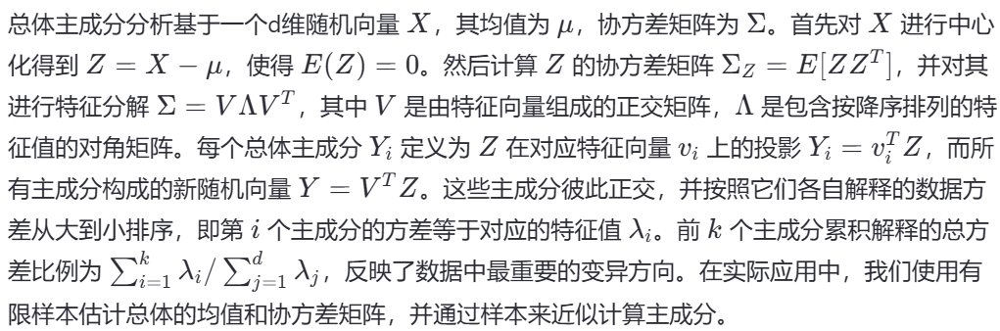 总体主成分分析基于一个d维随机向量 X，其均值为 μ，协方差矩阵为 Σ。首先对 X 进行中心
化得到 Z = X − μ，使得 E(Z) = 0。然后计算 Z 的协方差矩阵 Σ_Z = E[ZZ^T]，并对其
进行特征分解 Σ = VΛV^T，其中 V 是由特征向量组成的正交矩阵，Λ 是包含按降序排列的特
征值的对角矩阵。每个总体主成分 Y_i 定义为 Z 在对应特征向量 v_i 上的投影 Y_i = v_i^T Z，而所
有主成分构成的新随机向量 Y = V^T Z。这些主成分彼此正交，并按照它们各自解释的数据方
差从大到小排序，即第 i 个主成分的方差等于对应的特征值 λ_i。前 k 个主成分累积解释的总方
差比例为 ∑_{i=1}^k λ_i / ∑_{j=1}^d λ_j，反映了数据中最重要的变异方向。在实际应用中，我们使用有
限样本估计总体的均值和协方差矩阵，并通过样本来近似计算主成分。